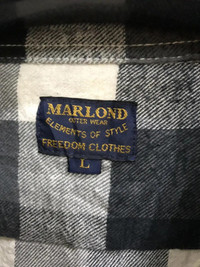 MARLOND
OUTER WEAR
ELEMENTS OF STYLE
FREEDOM CLOTHES
L